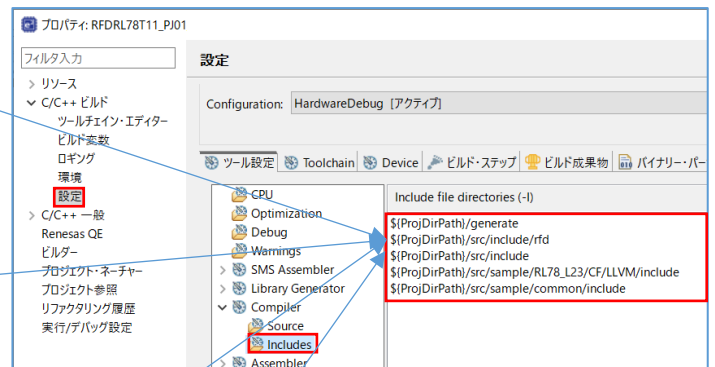 プロパティ: RFDRL78T11_PJ01
フィルタ入力
設定
リソース
C/C++ ビルド
ツールチェイン・エディター
ビルド変数
ロギング
環境
設定
C/C++ 一般
Renesas QE
ビルダー
プロジェクト・ネーチャー
プロジェクト参照
リファクタリング履歴
実行/デバッグ設定
Configuration: HardwareDebug [アクティブ]
ツール設定 Toolchain Device ビルド・ステップ ビルド成果物 バイナリー・パー
CPU
Optimization
Debug
Warnings
SMS Assembler
Library Generator
Compiler
Source
Includes
Assembler
Include file directories (-I)
${ProjDirPath}/generate
${ProjDirPath}/src/include/rfd
${ProjDirPath}/src/include
${ProjDirPath}/src/sample/RL78_L23/CF/LLVM/include
${ProjDirPath}/src/sample/common/include